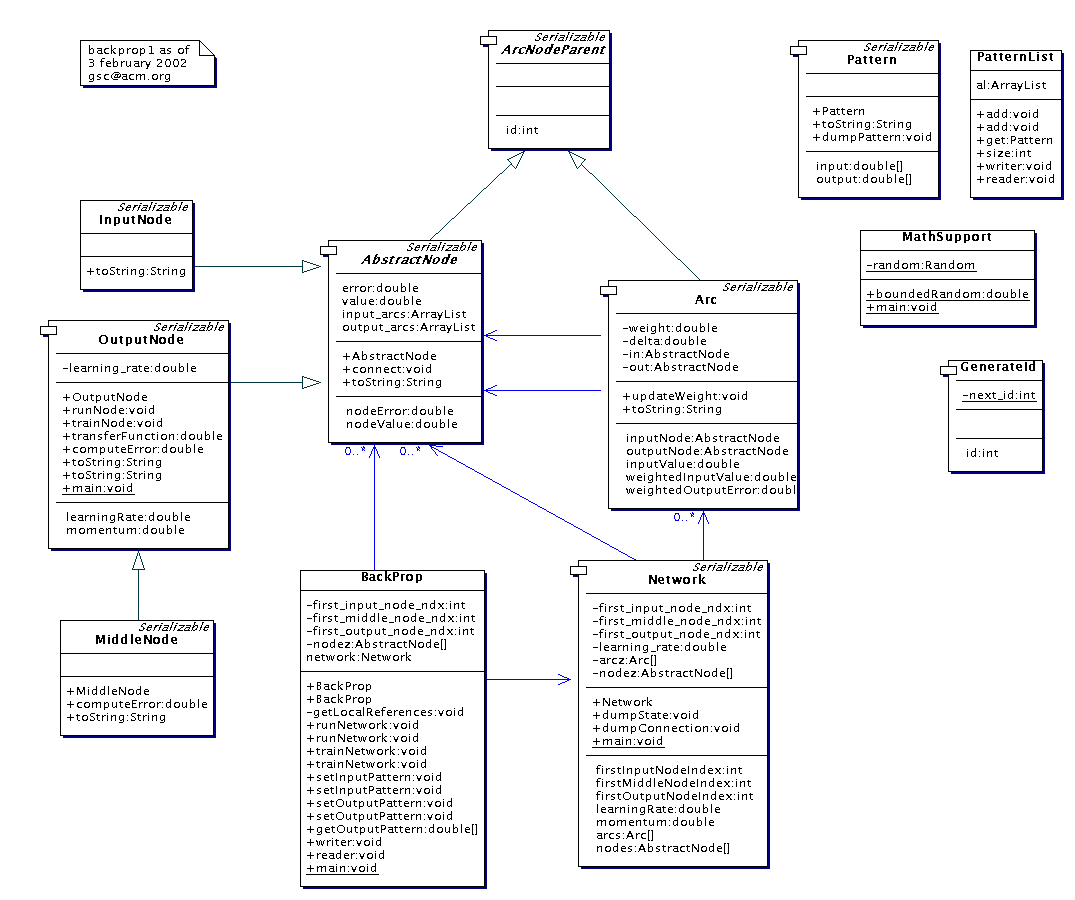 backprop1 as of
3 february 2002
gsc@acm.org
Serializable
ArcNodeParent
id:int
Serializable
Pattern
+Pattern
+toString:String
+dumpPattern:void
input:double[]
output:double[]
PatternList
al:ArrayList
+add:void
+add:void
+get:Pattern
+size:int
+writer:void
+reader:void
Serializable
InputNode
+toString:String
Serializable
AbstractNode
error:double
value:double
input_arcs:ArrayList
output_arcs:ArrayList
+AbstractNode
+connect:void
+toString:String
nodeError:double
nodeValue:double
0..*
0..*
MathSupport
-random:Random
+boundedRandom:double
+main:void
Serializable
Arc
-weight:double
-delta:double
-in:AbstractNode
-out:AbstractNode
+updateWeight:void
+toString:String
inputNode:AbstractNode
outputNode:AbstractNode
inputValue:double
weightedInputValue:double
weightedOutputError:doubl
0..*
Serializable
OutputNode
-learning_rate:double
+OutputNode
+runNode:void
+trainNode:void
+transferFunction:double
+computeError:double
+toString:String
+toString:String
+main:void
learningRate:double
momentum:double
GenerateId
-next_id:int
id:int
Serializable
MiddleNode
+MiddleNode
+computeError:double
+toString:String
BackProp
-first_input_node_ndx:int
-first_middle_node_ndx:int
-first_output_node_ndx:int
-nodez:AbstractNode[]
network:Network
+BackProp
+BackProp
-getLocalReferences:void
+runNetwork:void
+runNetwork:void
+trainNetwork:void
+trainNetwork:void
+setInputPattern:void
+setInputPattern:void
+setOutputPattern:void
+setOutputPattern:void
+getOutputPattern:double[]
+writer:void
+reader:void
+main:void
Serializable
Network
-first_input_node_ndx:int
-first_middle_node_ndx:int
-first_output_node_ndx:int
-learning_rate:double
-arcz:Arc[]
-nodez:AbstractNode[]
+Network
+dumpState:void
+dumpConnection:void
+main:void
firstInputNodeIndex:int
firstMiddleNodeIndex:int
firstOutputNodeIndex:int
learningRate:double
momentum:double
arcs:Arc[]
nodes:AbstractNode[]